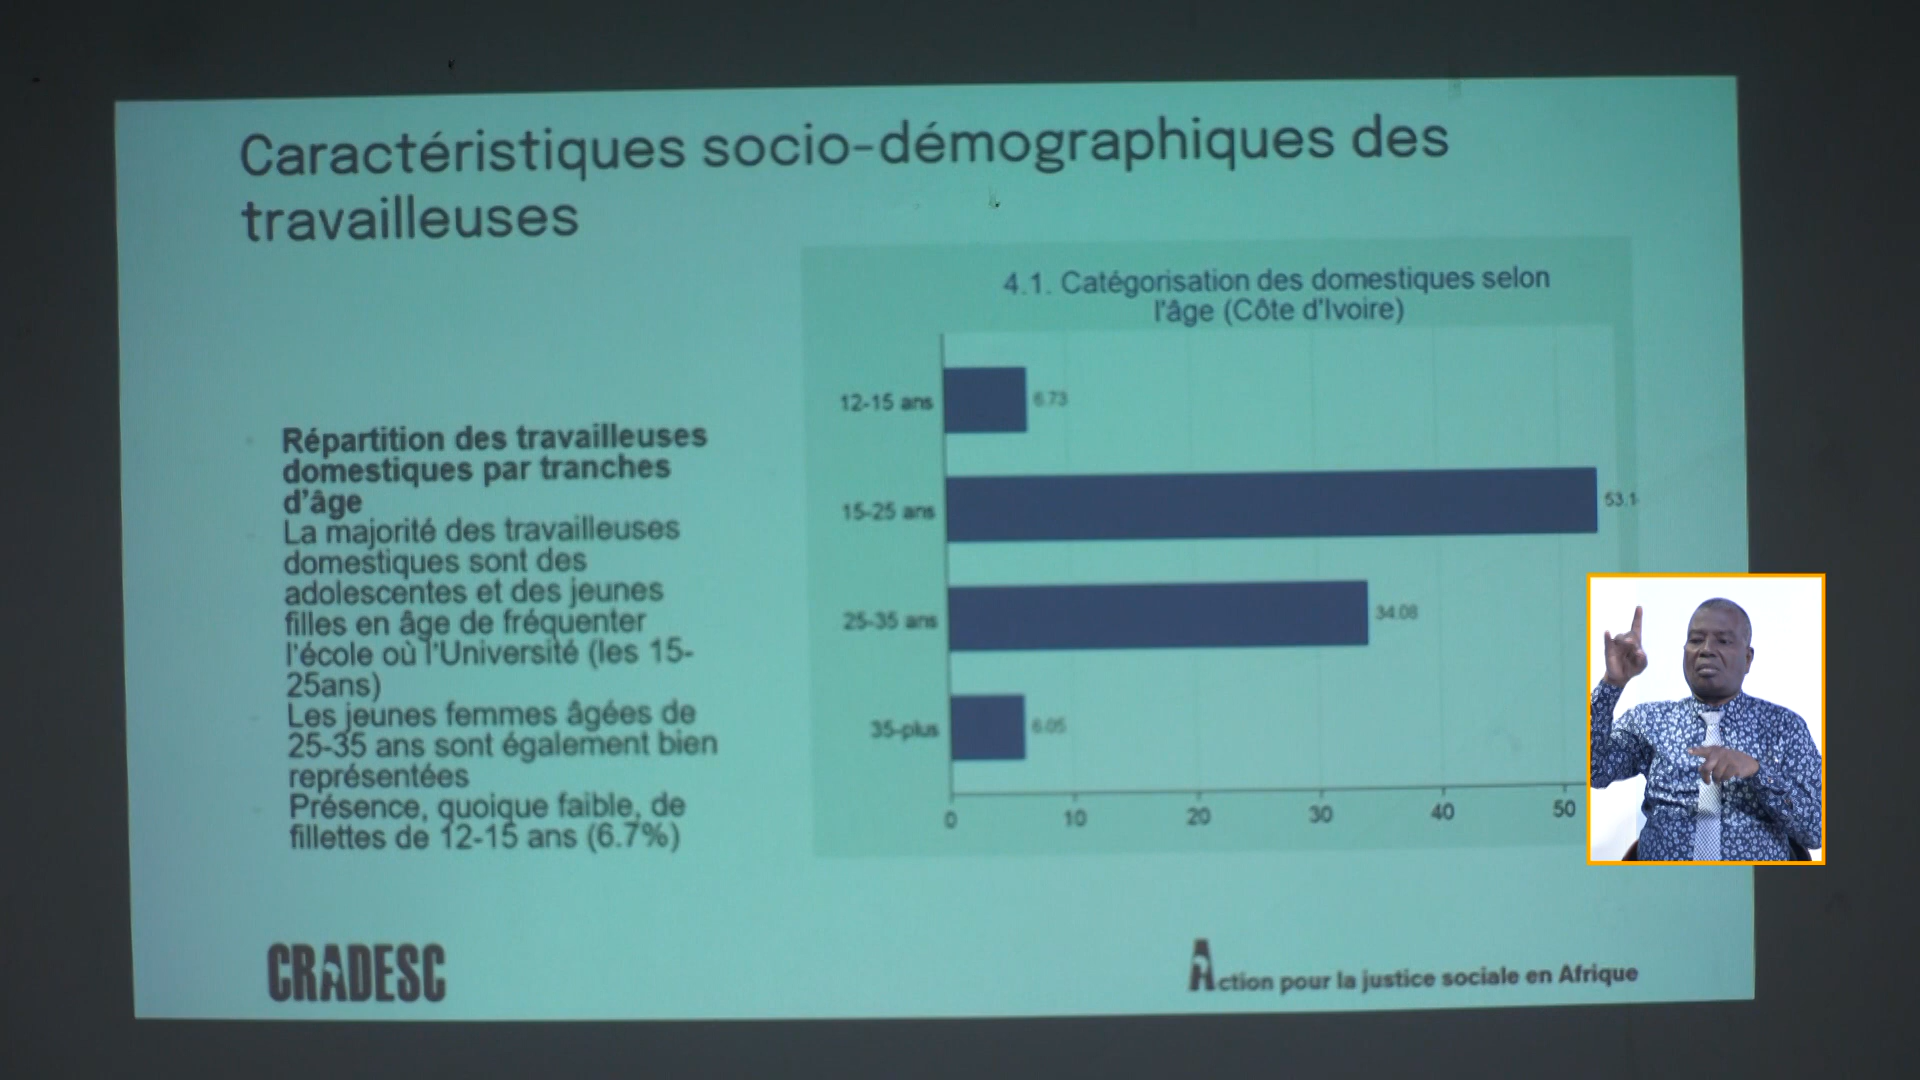 Caractéristiques socio-démographiques des
travailleuses
Répartition des travailleuses
domestiques par tranches
d'âge
La majorité des travailleuses
domestiques sont des
adolescentes et des jeunes
filles en âge de fréquenter
l'école où l'Université (les 15-
25ans)
Les jeunes femmes âgées de
25-35 ans sont également bien
représentées
Présence, quoique faible, de
fillettes de 12-15 ans (6.7%)
4.1. Catégorisation des domestiques selon
l'âge (Côte d'Ivoire)
12-15 ans
6.73
15-25 ans
53.1
25-35 ans
34.08
35-plus
6.05
0 10 20 30 40 50
CRADESC
Action pour la justice sociale en Afrique